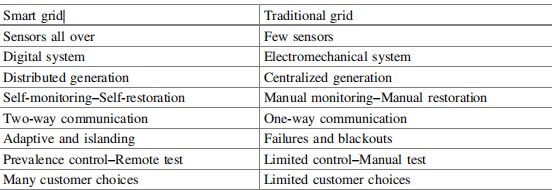 Smart grid Traditional grid
Sensors all over Few sensors
Digital system Electromechanical system
Distributed generation Centralized generation
Self-monitoring–Self-restoration Manual monitoring–Manual restoration
Two-way communication One-way communication
Adaptive and islanding Failures and blackouts
Prevalence control–Remote test Limited control–Manual test
Many customer choices Limited customer choices